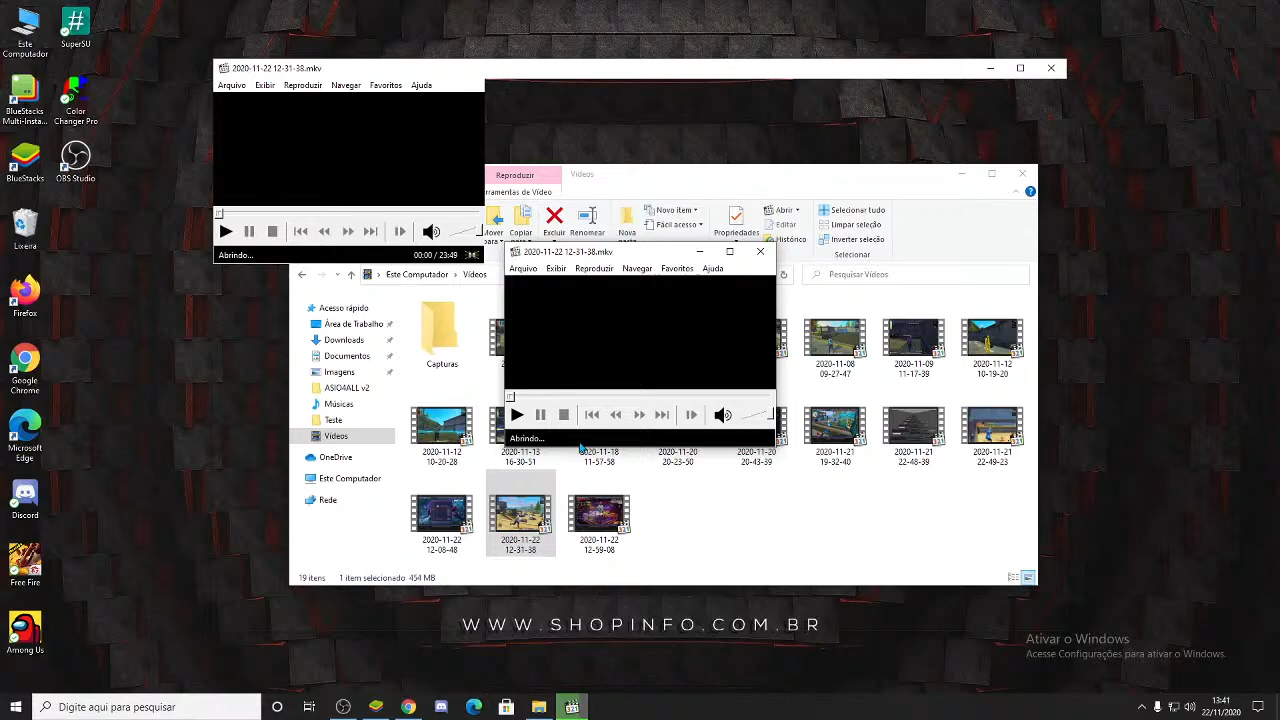 Este
Computador
SuperSU
BlueStacks
Multi-Insta...
Color
Changer Pro
BlueStacks
OBS Studio
Lixeira
Firefox
Google
Chrome
Microsoft
Edge
Discord
Free Fire
Among Us
2020-11-22 12-31-38.mkv
Arquivo Exibir Reproduzir Navegar Favoritos Ajuda
Abrindo... 00:00 / 23:49
Reproduzir Vídeos
rramentas de Vídeo
Mover
para
Copiar
para
Excluir
Renomear
Nova
Novo item
Fácil acesso
Propriedades
Abrir
Editar
Histórico
Selecionar tudo
Limpar seleção
Inverter seleção
Selecionar
Este Computador > Vídeos
Pesquisar Vídeos
2020-11-22 12-31-38.mkv
Arquivo Exibir Reproduzir Navegar Favoritos Ajuda
Abrindo...
Acesso rápido
Área de Trabalho
Downloads
Documentos
Imagens
ASIO4ALL v2
Músicas
Teste
Vídeos
OneDrive
Este Computador
Rede
Capturas
2020-11-08
09-27-47
2020-11-09
11-17-39
2020-11-12
10-19-20
2020-11-12
10-20-28
2020-11-13
16-30-51
2020-11-18
11-57-58
2020-11-20
20-23-50
2020-11-20
20-43-39
2020-11-21
19-32-40
2020-11-21
22-48-39
2020-11-21
22-49-23
2020-11-22
12-08-48
2020-11-22
12-31-38
2020-11-22
12-59-08
19 itens 1 item selecionado 454 MB
WWW.SHOPINFO.COM.BR
Ativar o Windows
Acesse Configurações para ativar o Windows.
Digite aqui para pesquisar
13:41
22/11/2020